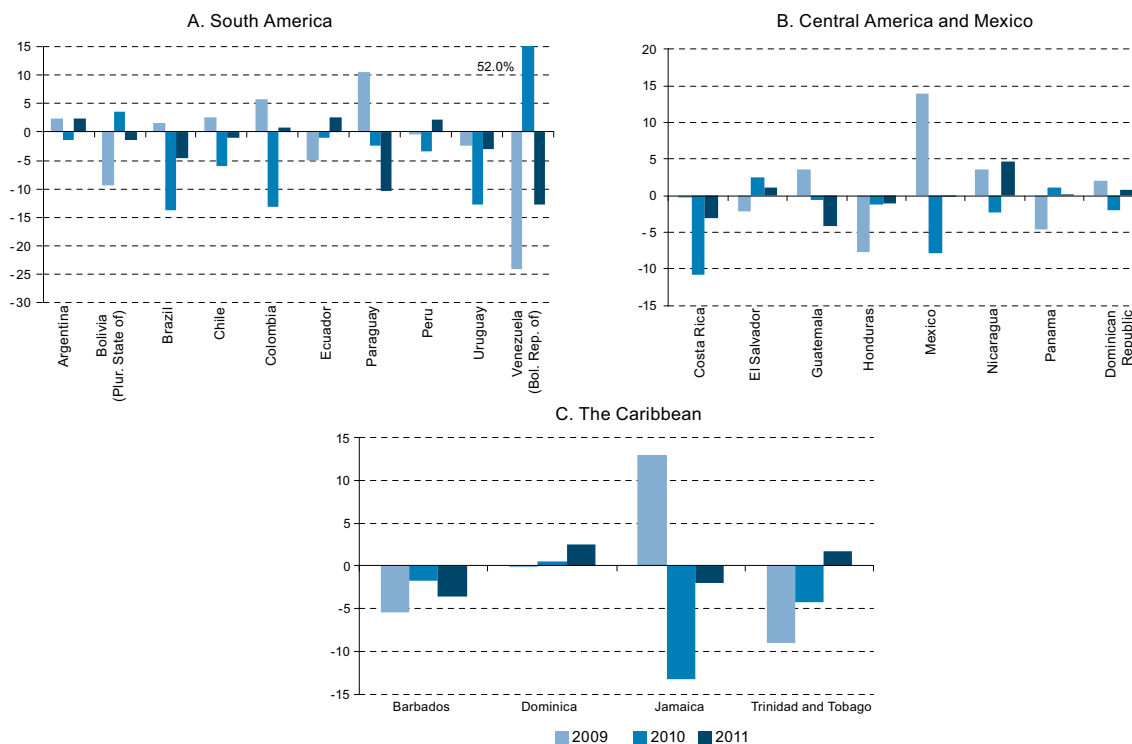 A. South America
15
10
5
0
-5
-10
-15
-20
-25
-30
52.0%
Argentina
Bolivia
(Plur. State of)
Brazil
Chile
Colombia
Ecuador
Paraguay
Peru
Uruguay
Venezuela
(Bol. Rep. of)
B. Central America and Mexico
20
15
10
5
0
-5
-10
-15
Costa Rica
El Salvador
Guatemala
Honduras
Mexico
Nicaragua
Panama
Dominican
Republic
C. The Caribbean
15
10
5
0
-5
-10
-15
Barbados
Dominica
Jamaica
Trinidad and Tobago
2009
2010
2011